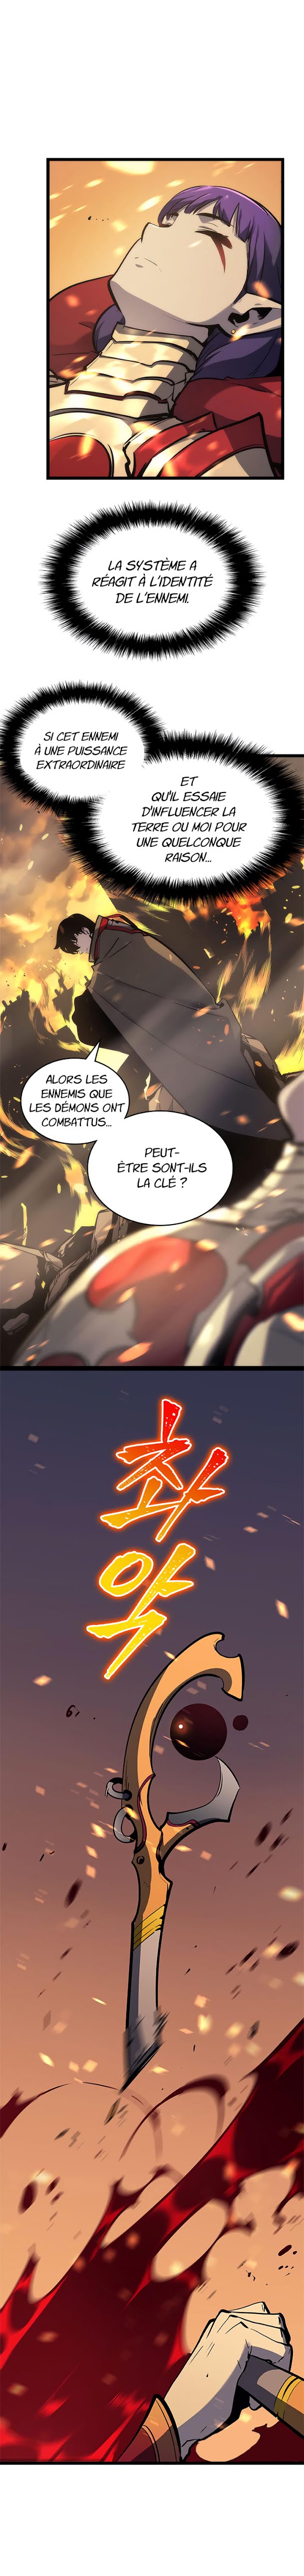 LA SYSTÈME A
RÉAGIT À L'IDENTITÉ
DE L'ENNEMI.
SI CET ENNEMI
À UNE PUISSANCE
EXTRAORDINAIRE
ET
QU'IL ESSAIE
D'INFLUENCER LA
TERRE OU MOI POUR
UNE QUELCONQUE
RAISON...
ALORS LES
ENNEMIS QUE
LES DÉMONS ONT
COMBATTUS...
PEUT-
ÊTRE SONT-ILS
LA CLÉ ?
촤
악